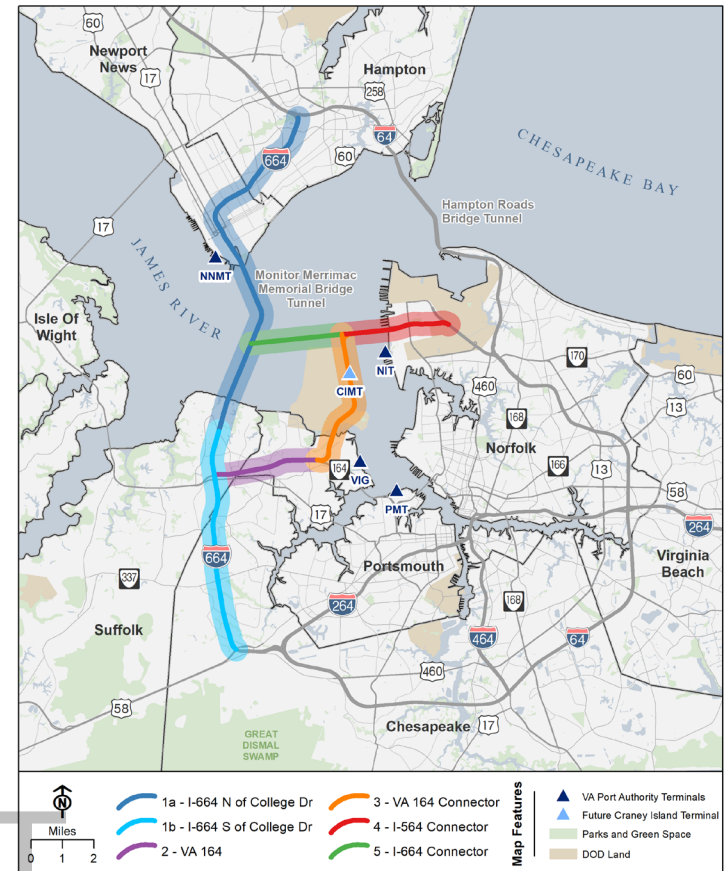 60
Newport
News
17
Hampton
258
64
664
60
CHESAPEAKE BAY
Hampton Roads
Bridge Tunnel
17
JAMES RIVER
NNMT
Monitor Merrimac
Memorial Bridge
Tunnel
Isle Of
Wight
NIT
170
60
CIMT
460
13
168
Norfolk
166
13
164
VIG
58
PMT
17
264
664
Portsmouth
Virginia
Beach
337
264
168
Suffolk
464
64
460
58
Chesapeake
17
GREAT
DISMAL
SWAMP
N
Miles
0 1 2
1a - I-664 N of College Dr
1b - I-664 S of College Dr
2 - VA 164
3 - VA 164 Connector
4 - I-564 Connector
5 - I-664 Connector
Map Features
VA Port Authority Terminals
Future Craney Island Terminal
Parks and Green Space
DOD Land